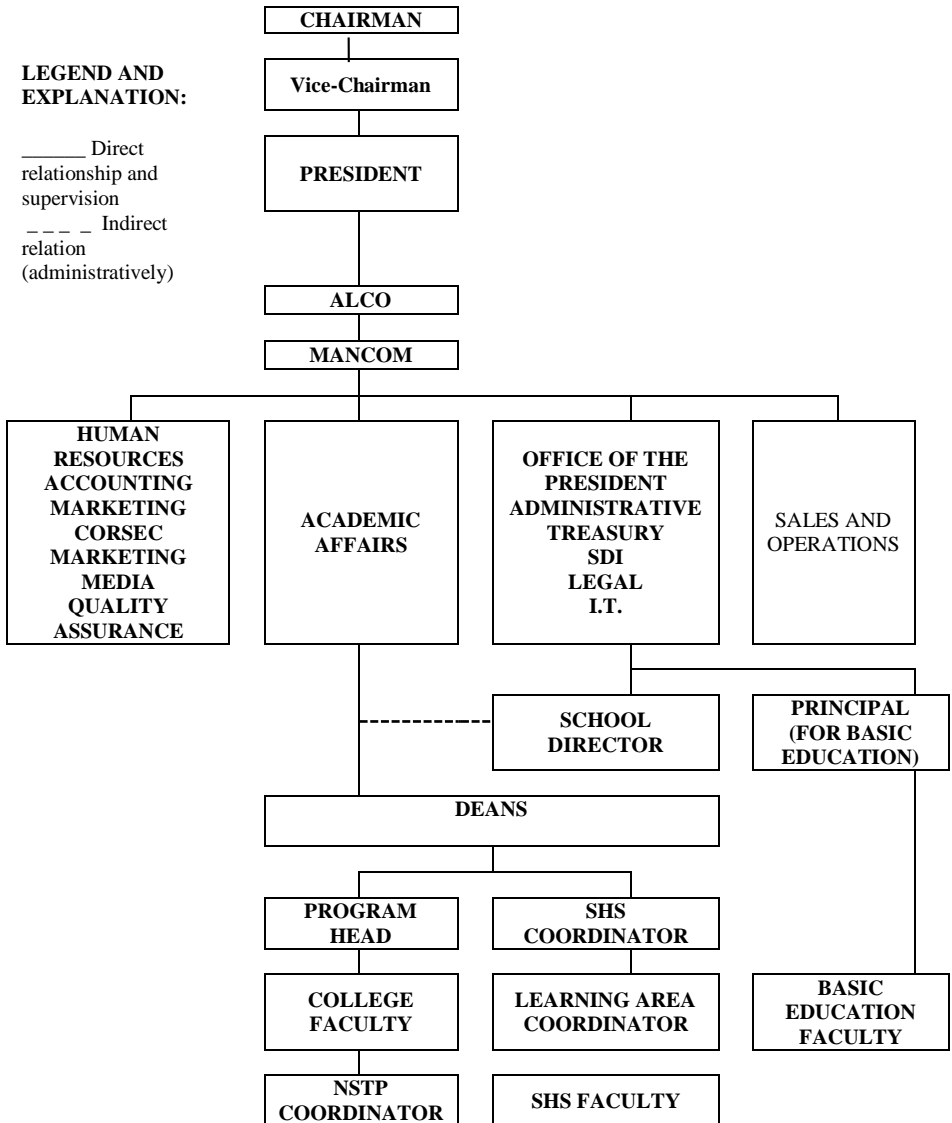 CHAIRMAN
LEGEND AND
EXPLANATION:
______ Direct
relationship and
supervision
_ _ _  _ Indirect
relation
(administratively)
Vice-Chairman
PRESIDENT
ALCO
MANCOM
HUMAN
RESOURCES
ACCOUNTING
MARKETING
CORSEC
MARKETING
MEDIA
QUALITY
ASSURANCE
ACADEMIC
AFFAIRS
OFFICE OF THE
PRESIDENT
ADMINISTRATIVE
TREASURY
SDI
LEGAL
I.T.
SALES AND
OPERATIONS
SCHOOL
DIRECTOR
PRINCIPAL
(FOR BASIC
EDUCATION)
DEANS
PROGRAM
HEAD
SHS
COORDINATOR
COLLEGE
FACULTY
LEARNING AREA
COORDINATOR
BASIC
EDUCATION
FACULTY
NSTP
COORDINATOR
SHS FACULTY